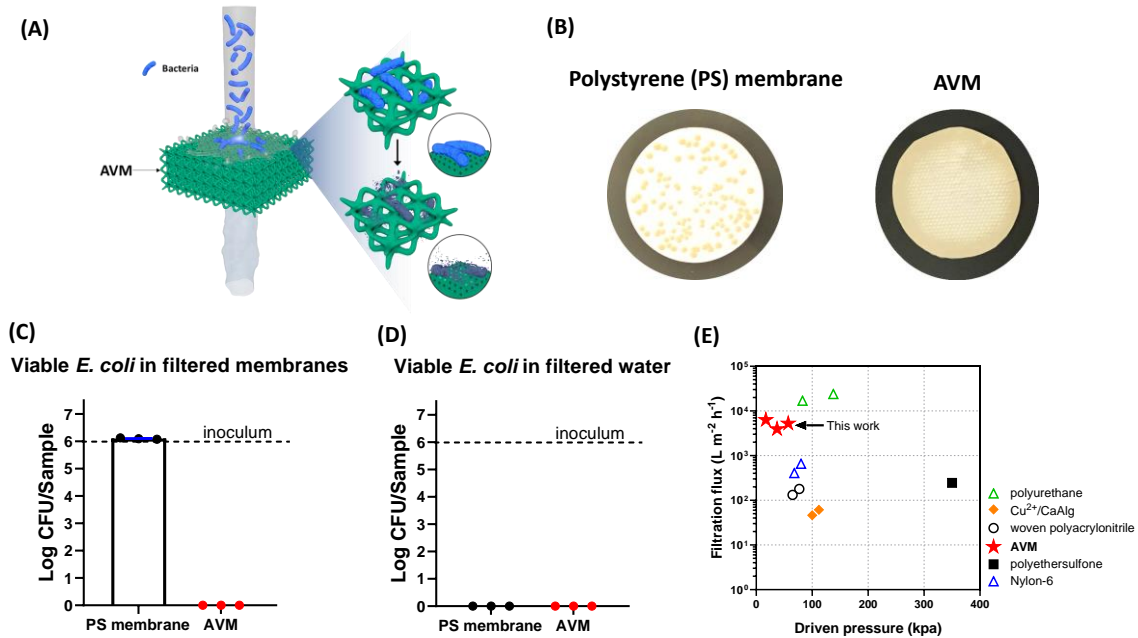 (A)
Bacteria
AVM
(B)
Polystyrene (PS) membrane
AVM
(C)
Viable E. coli in filtered membranes
Log CFU/Sample
7
6
5
4
3
2
1
0
inoculum
PS membrane
AVM
(D)
Viable E. coli in filtered water
Log CFU/Sample
7
6
5
4
3
2
1
0
inoculum
PS membrane
AVM
(E)
Filtration flux (L m⁻² h⁻¹)
10⁵
10⁴
10³
10²
10¹
10⁰
This work
0
100
200
300
400
Driven pressure (kpa)
polyurethane
Cu²⁺/CaAlg
woven polyacrylonitrile
AVM
polyethersulfone
Nylon-6